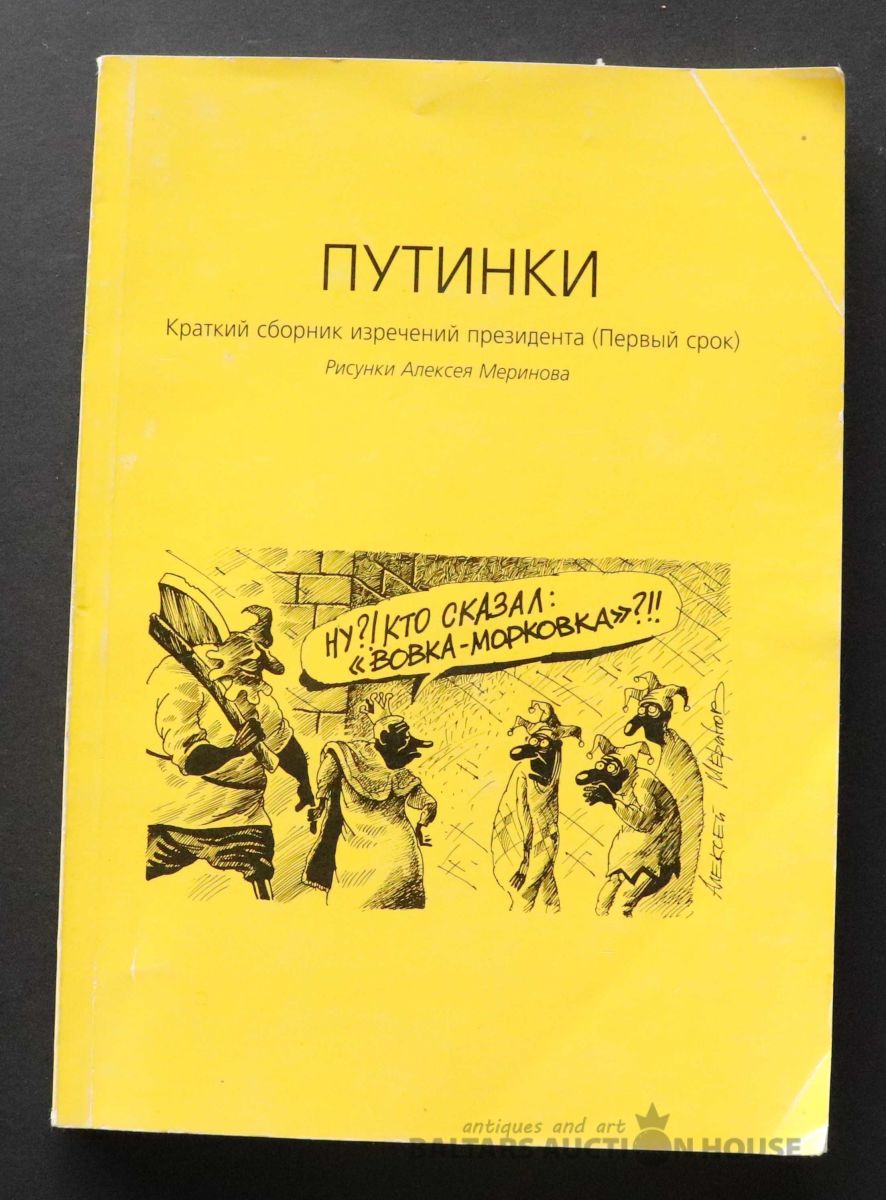 ПУТИНКИ
Краткий сборник изречений президента (Первый срок)
Рисунки Алексея Меринова
НУ?! КТО СКАЗАЛ:
«ВОВКА-МОРКОВКА»?!!
АЛЕКСЕЙ МЕРИНОВ
antiques and art
BALTARS AUCTION HOUSE